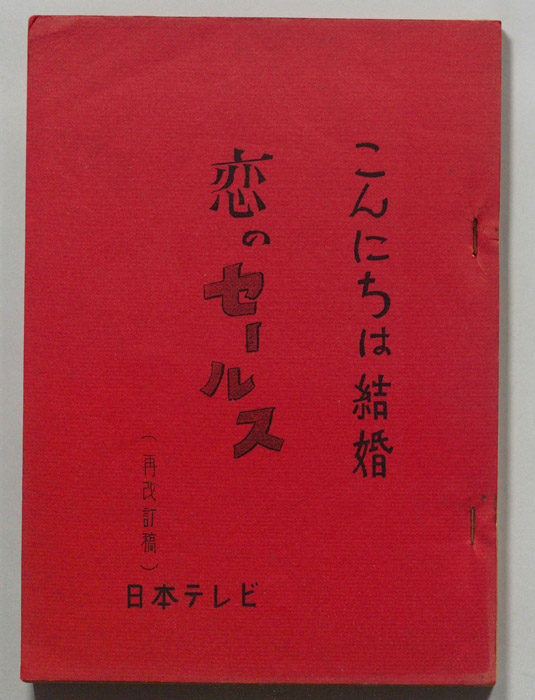 こんにちは結婚
恋のセールス
（再改訂稿）
日本テレビ